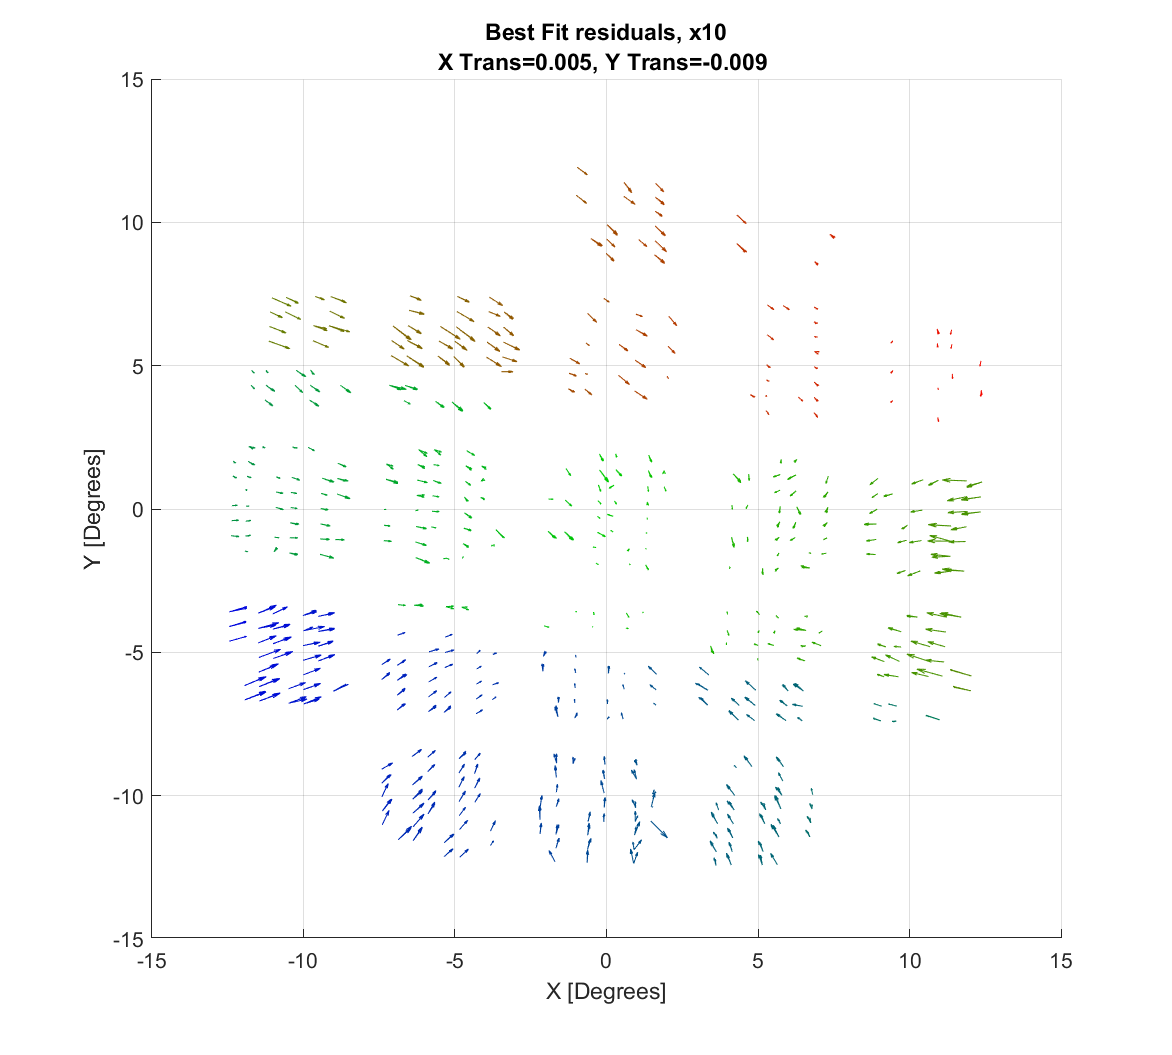 Best Fit residuals, x10
X Trans=0.005, Y Trans=-0.009
15
10
5
0
-5
-10
-15
Y [Degrees]
-15 -10 -5 0 5 10 15
X [Degrees]